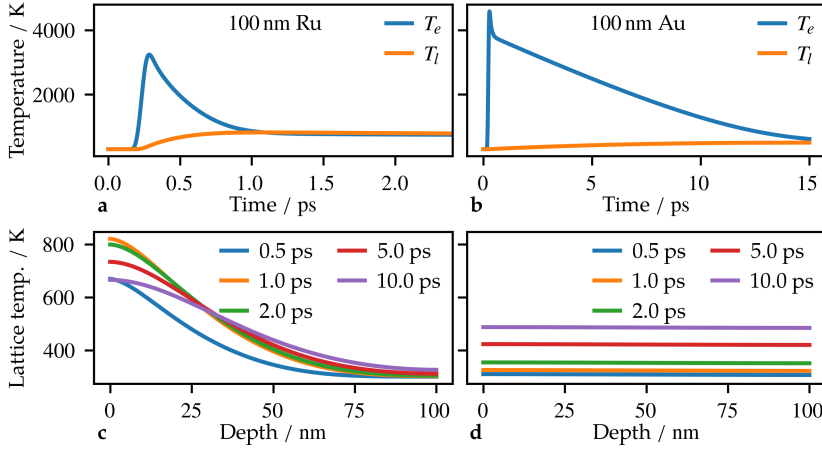 100 nm Ru
T_e
T_l
4000
2000
Temperature / K
0.0 0.5 1.0 1.5 2.0
Time / ps
a
100 nm Au
T_e
T_l
0 5 10 15
Time / ps
b
0.5 ps 5.0 ps
1.0 ps 10.0 ps
2.0 ps
800
600
400
Lattice temp. / K
0 25 50 75 100
Depth / nm
c
0.5 ps 5.0 ps
1.0 ps 10.0 ps
2.0 ps
0 25 50 75 100
Depth / nm
d